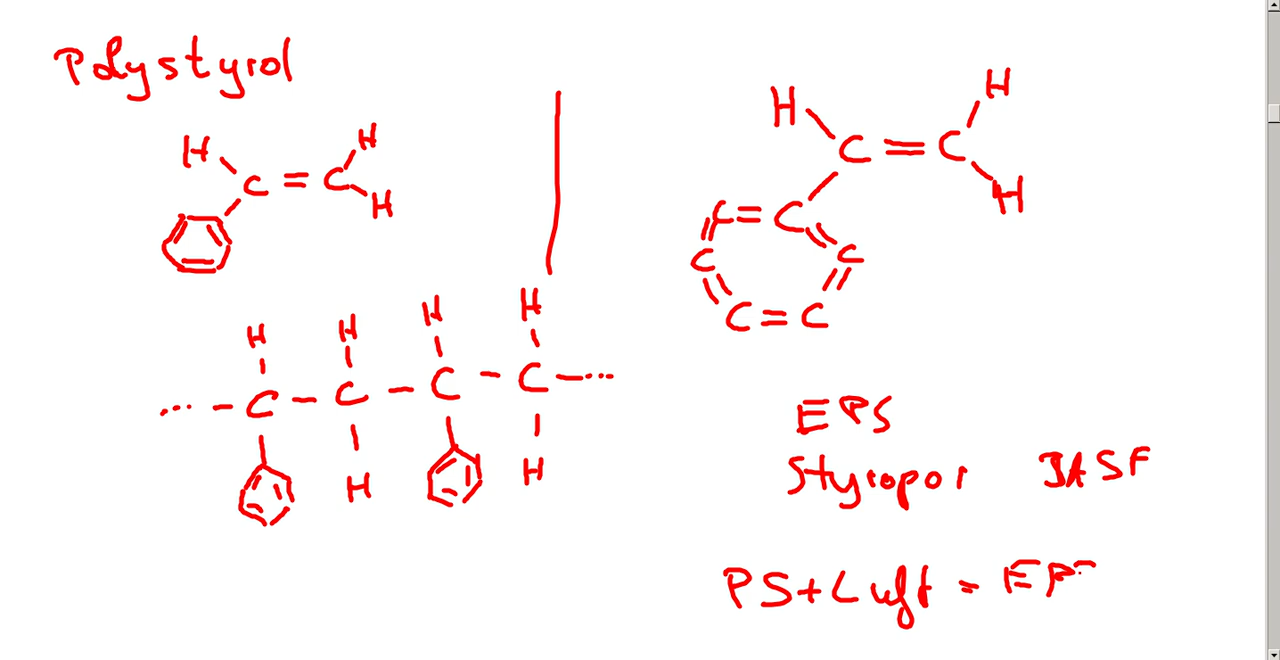 Polystyrol
H H
C = C
H
H H H H
... - C - C - C - C - ...
H H
H H
C = C
H
C = C
C C
C = C
EPS
Styropor BASF
PS + Luft = EP